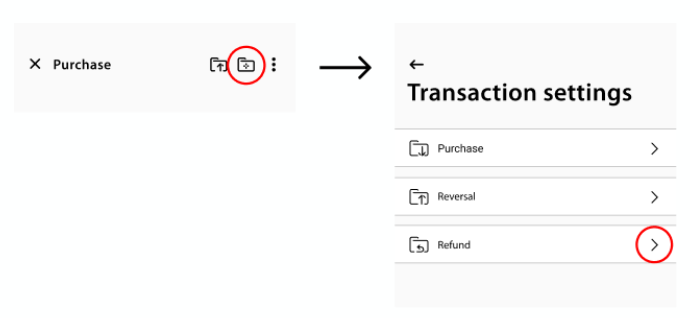 Purchase
Transaction settings
Purchase
Reversal
Refund